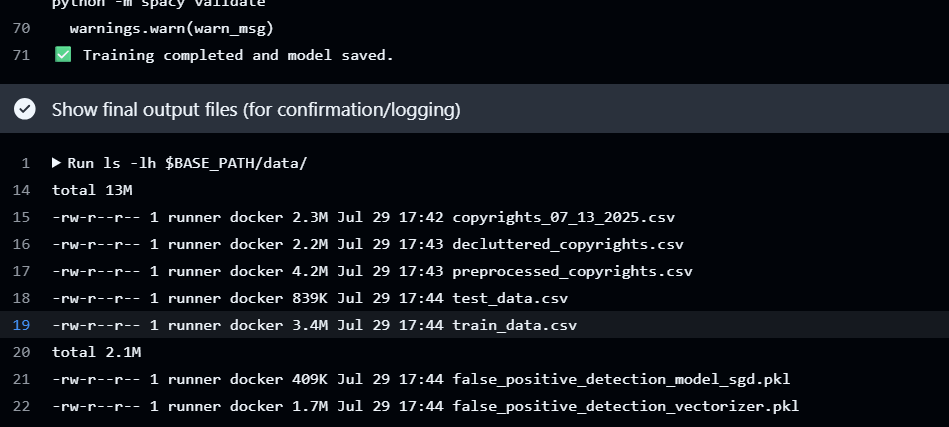 python -m spacy validate
70 warnings.warn(warn_msg)
71 ✅ Training completed and model saved.
Show final output files (for confirmation/logging)
1 ▶ Run ls -lh $BASE_PATH/data/
14 total 13M
15 -rw-r--r-- 1 runner docker 2.3M Jul 29 17:42 copyrights_07_13_2025.csv
16 -rw-r--r-- 1 runner docker 2.2M Jul 29 17:43 decluttered_copyrights.csv
17 -rw-r--r-- 1 runner docker 4.2M Jul 29 17:43 preprocessed_copyrights.csv
18 -rw-r--r-- 1 runner docker 839K Jul 29 17:44 test_data.csv
19 -rw-r--r-- 1 runner docker 3.4M Jul 29 17:44 train_data.csv
20 total 2.1M
21 -rw-r--r-- 1 runner docker 409K Jul 29 17:44 false_positive_detection_model_sgd.pkl
22 -rw-r--r-- 1 runner docker 1.7M Jul 29 17:44 false_positive_detection_vectorizer.pkl